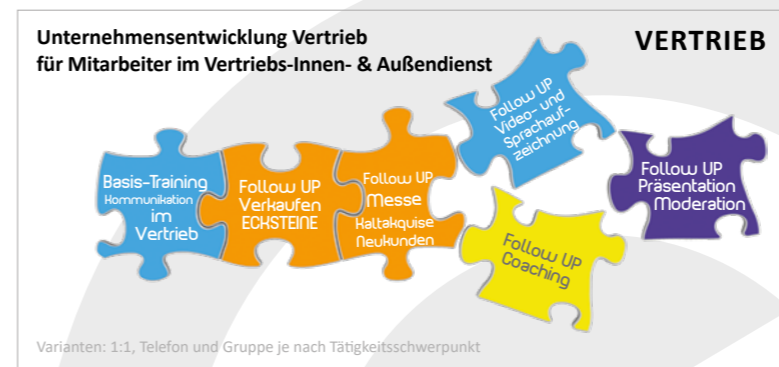 Unternehmensentwicklung Vertrieb
für Mitarbeiter im Vertriebs-Innen- & Außendienst
VERTRIEB
Basis-Training
Kommunikation
im
Vertrieb
Follow UP
Verkaufen
ECKSTEINE
Follow UP
Messe
Kaltakquise
Neukunden
Follow UP
Video- und
Sprachauf-
zeichnung
Follow UP
Coaching
Follow UP
Präsentation
Moderation
Varianten: 1:1, Telefon und Gruppe je nach Tätigkeitsschwerpunkt